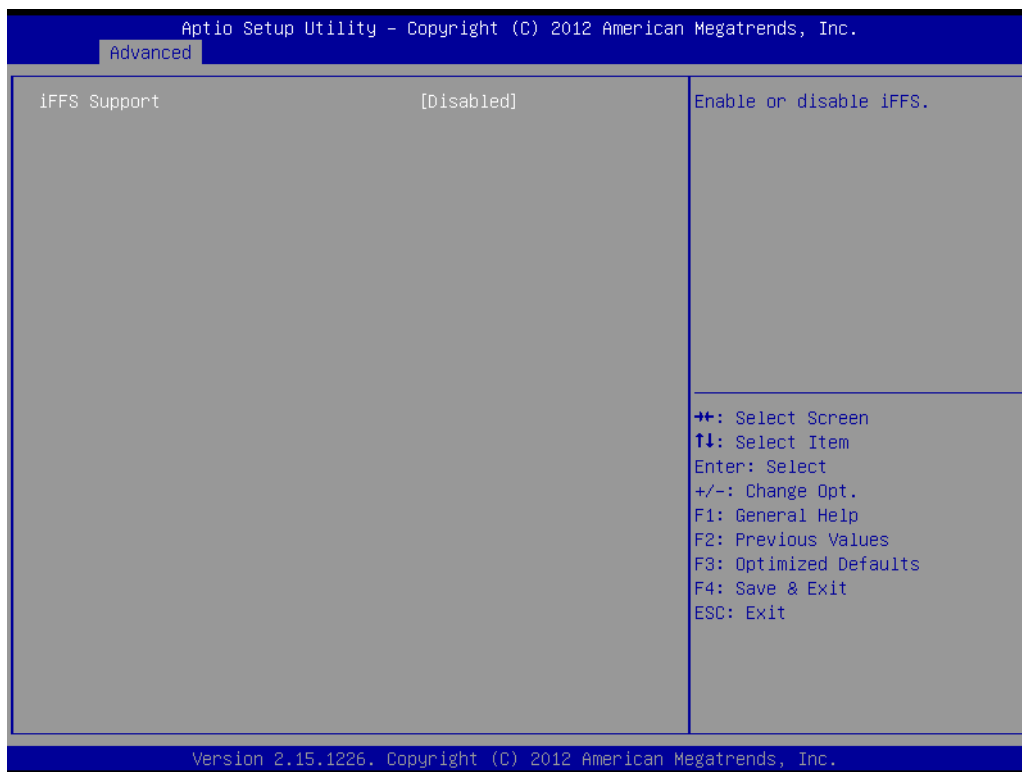 Aptio Setup Utility – Copyright (C) 2012 American Megatrends, Inc.
Advanced
iFFS Support [Disabled]
Enable or disable iFFS.
→←: Select Screen
↑↓: Select Item
Enter: Select
+/-: Change Opt.
F1: General Help
F2: Previous Values
F3: Optimized Defaults
F4: Save & Exit
ESC: Exit
Version 2.15.1226. Copyright (C) 2012 American Megatrends, Inc.